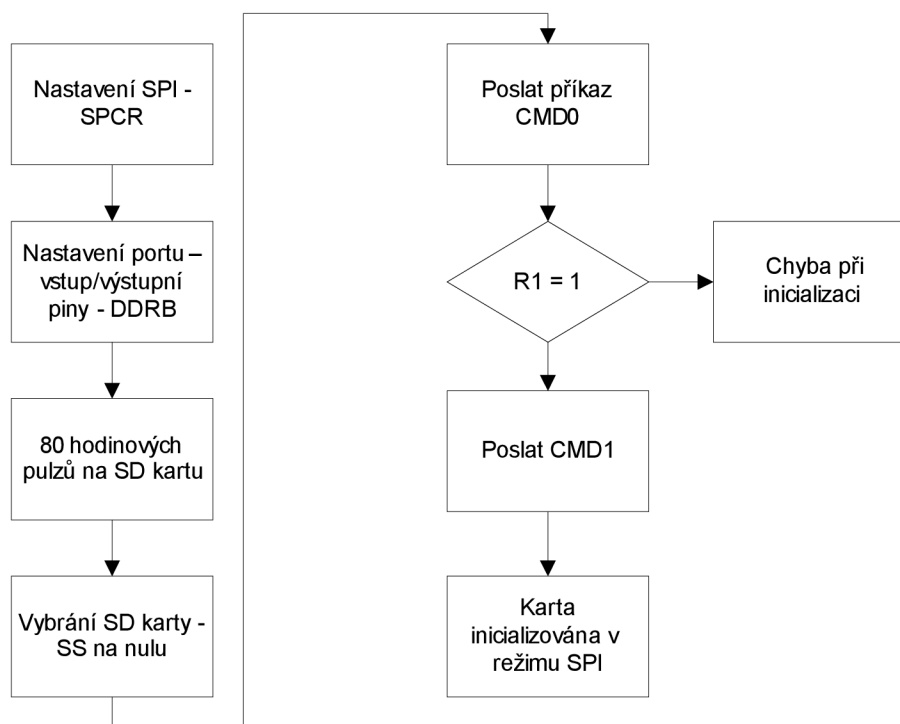 Nastavení SPI -
SPCR
Nastavení portu –
vstup/výstupní
piny - DDRB
80 hodinových
pulzů na SD kartu
Vybrání SD karty -
SS na nulu
Poslat příkaz
CMD0
R1 = 1
Chyba při
inicializaci
Poslat CMD1
Karta
inicializována v
režimu SPI